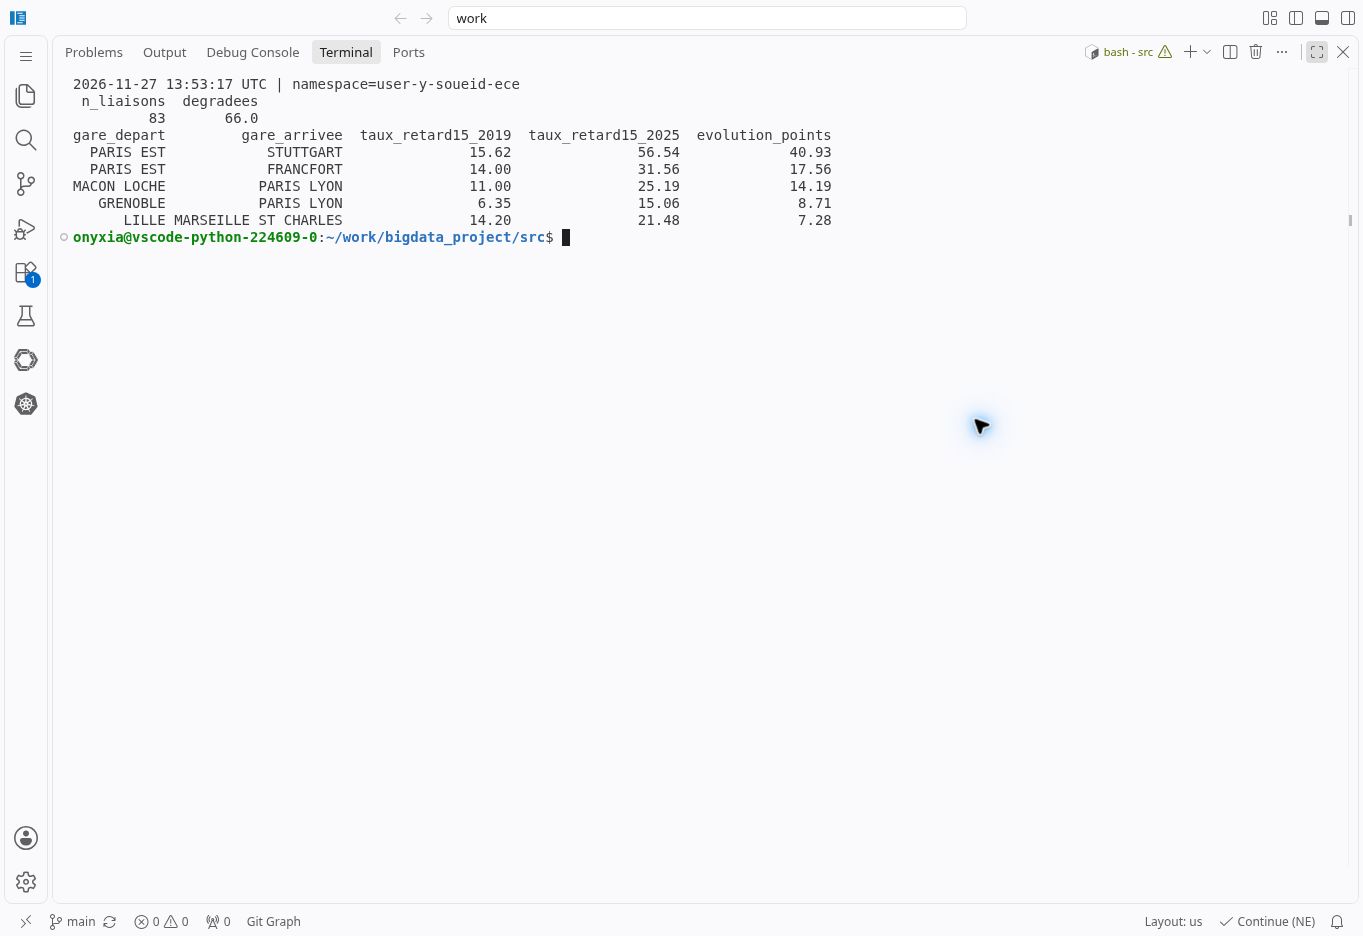 work
Problems Output Debug Console Terminal Ports bash - src
2026-11-27 13:53:17 UTC | namespace=user-y-soueid-ece
n_liaisons degradees
83 66.0
gare_depart gare_arrivee taux_retard15_2019 taux_retard15_2025 evolution_points
PARIS EST STUTTGART 15.62 56.54 40.93
PARIS EST FRANCFORT 14.00 31.56 17.56
MACON LOCHE PARIS LYON 11.00 25.19 14.19
GRENOBLE PARIS LYON 6.35 15.06 8.71
LILLE MARSEILLE ST CHARLES 14.20 21.48 7.28
onyxia@vscode-python-224609-0:~/work/bigdata_project/src$
1
main 0 0 0 Git Graph Layout: us Continue (NE)